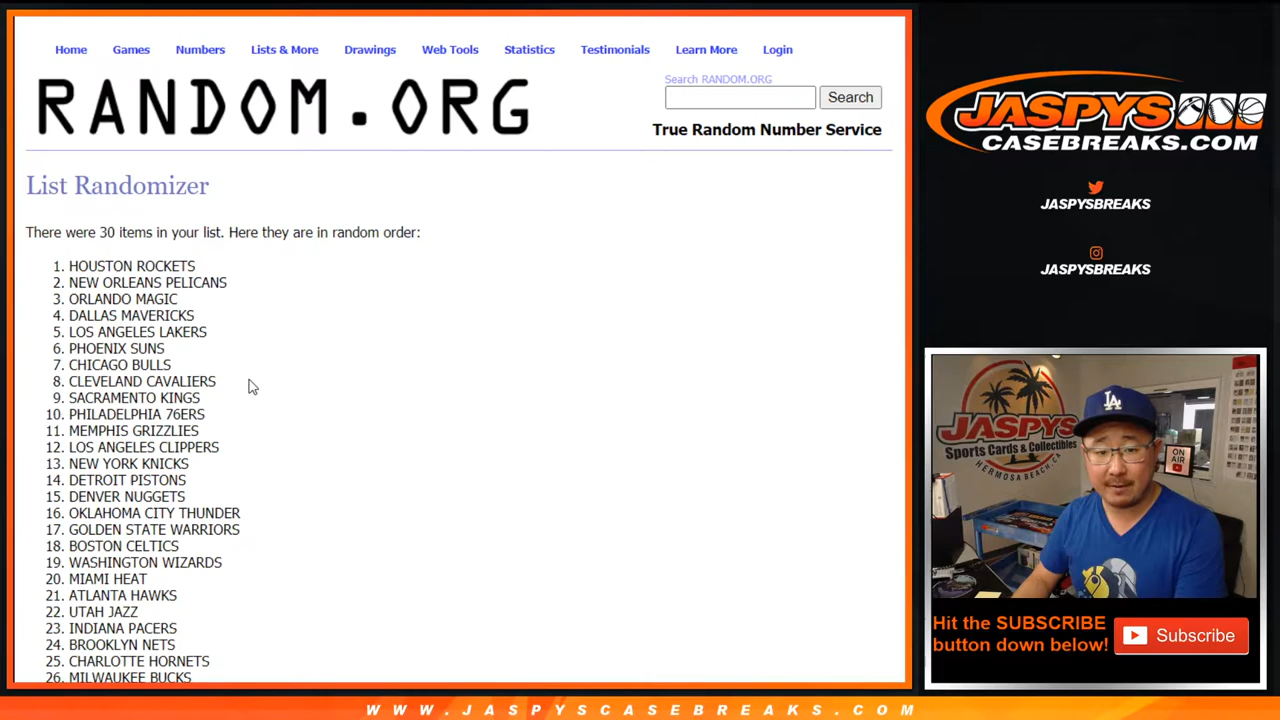 Home Games Numbers Lists & More Drawings Web Tools Statistics Testimonials Learn More Login
RANDOM.ORG
Search RANDOM.ORG
Search
True Random Number Service
List Randomizer
There were 30 items in your list. Here they are in random order:
1. HOUSTON ROCKETS
2. NEW ORLEANS PELICANS
3. ORLANDO MAGIC
4. DALLAS MAVERICKS
5. LOS ANGELES LAKERS
6. PHOENIX SUNS
7. CHICAGO BULLS
8. CLEVELAND CAVALIERS
9. SACRAMENTO KINGS
10. PHILADELPHIA 76ERS
11. MEMPHIS GRIZZLIES
12. LOS ANGELES CLIPPERS
13. NEW YORK KNICKS
14. DETROIT PISTONS
15. DENVER NUGGETS
16. OKLAHOMA CITY THUNDER
17. GOLDEN STATE WARRIORS
18. BOSTON CELTICS
19. WASHINGTON WIZARDS
20. MIAMI HEAT
21. ATLANTA HAWKS
22. UTAH JAZZ
23. INDIANA PACERS
24. BROOKLYN NETS
25. CHARLOTTE HORNETS
26. MILWAUKEE BUCKS
JASPYS
CASEBREAKS.COM
JASPYSBREAKS
JASPYSBREAKS
JASPYS
Sports Cards & Collectibles
HERMOSA BEACH, CA
LA
ON
AIR
Hit the SUBSCRIBE
button down below!
Subscribe
WWW.JASPYSCASEBREAKS.COM